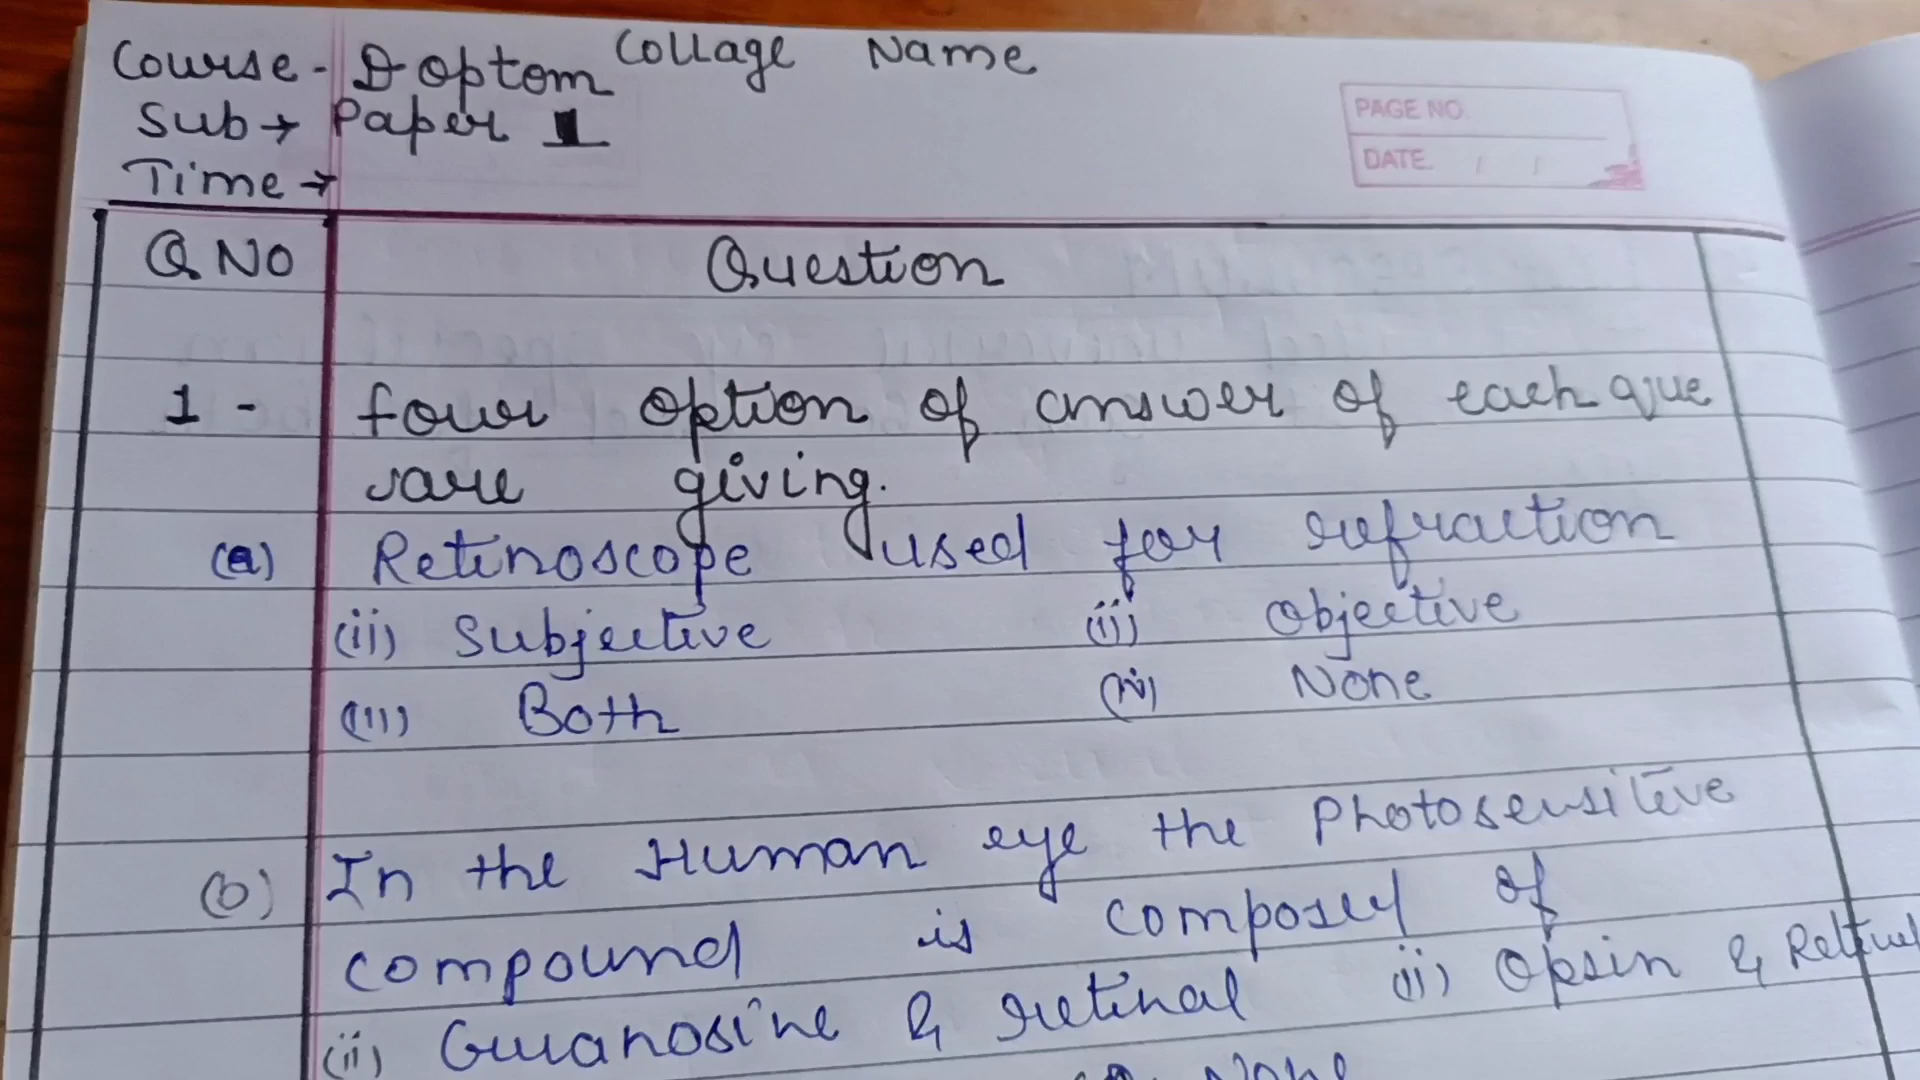 Course - D optom Collage Name
Sub → Paper 1
Time →
PAGE NO.
DATE / /
Q NO Question
1 - four option of answer of each que
are giving.
(a) Retinoscope used for refraction
(ii) Subjective (ii) objective
(iii) Both (iv) None
(b) In the Human eye the Photosensitive
compound is composed of
(ii) Guanosine & retinal (ii) Opsin &
None